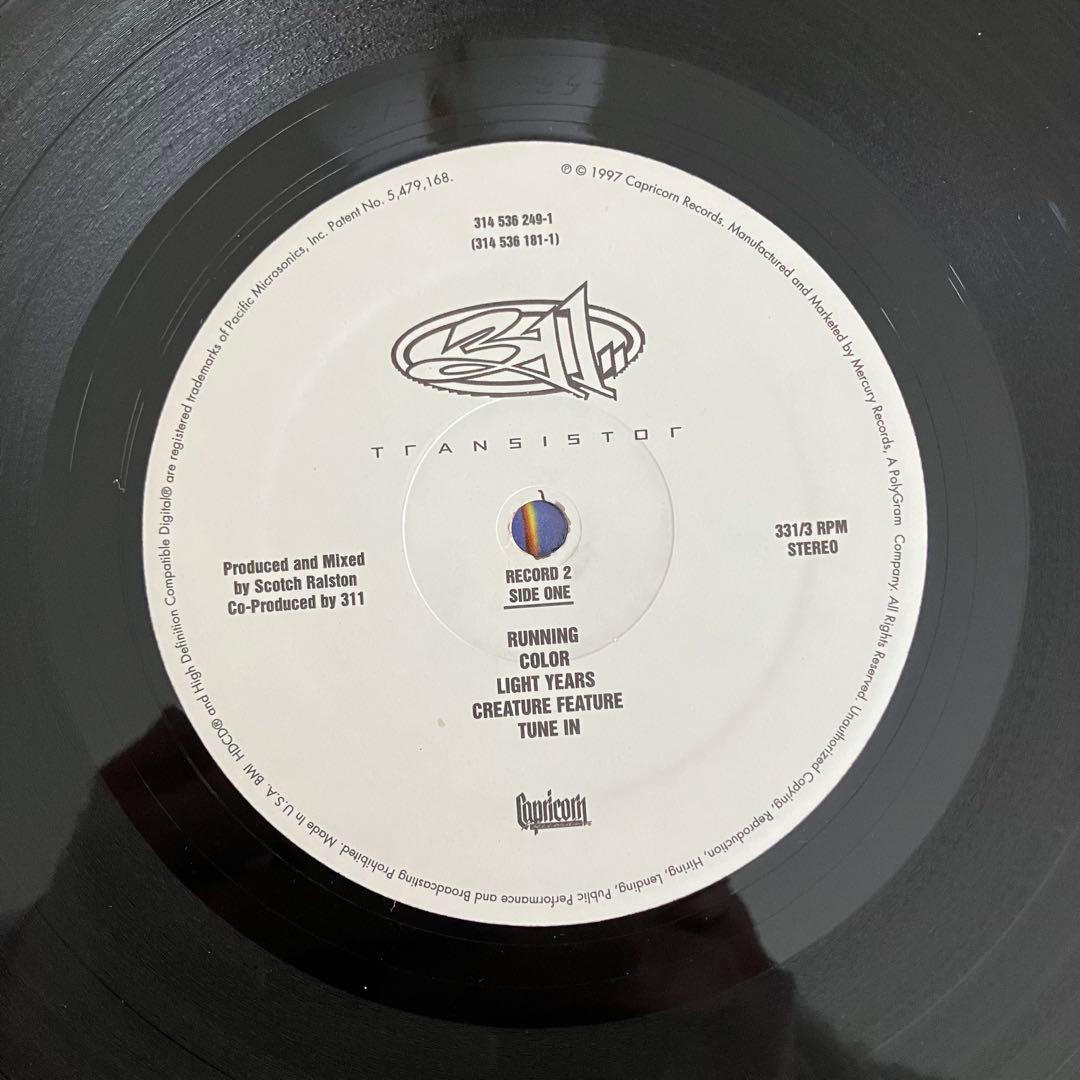 314 536 249-1
(314 536 181-1)
311
TRANSISTOR
331/3 RPM
STEREO
Produced and Mixed
by Scotch Ralston
Co-Produced by 311
RECORD 2
SIDE ONE
RUNNING
COLOR
LIGHT YEARS
CREATURE FEATURE
TUNE IN
Capricorn
℗ © 1997 Capricorn Records. Manufactured and Marketed by Mercury Records, A PolyGram Company. All Rights Reserved. Unauthorized Copying, Reproduction, Hiring, Lending, Public Performance and Broadcasting Prohibited. Made In U.S.A. BMI HDCD® and High Definition Compatible Digital® are registered trademarks of Pacific Microsonics, Inc. Patent No. 5,479,168.